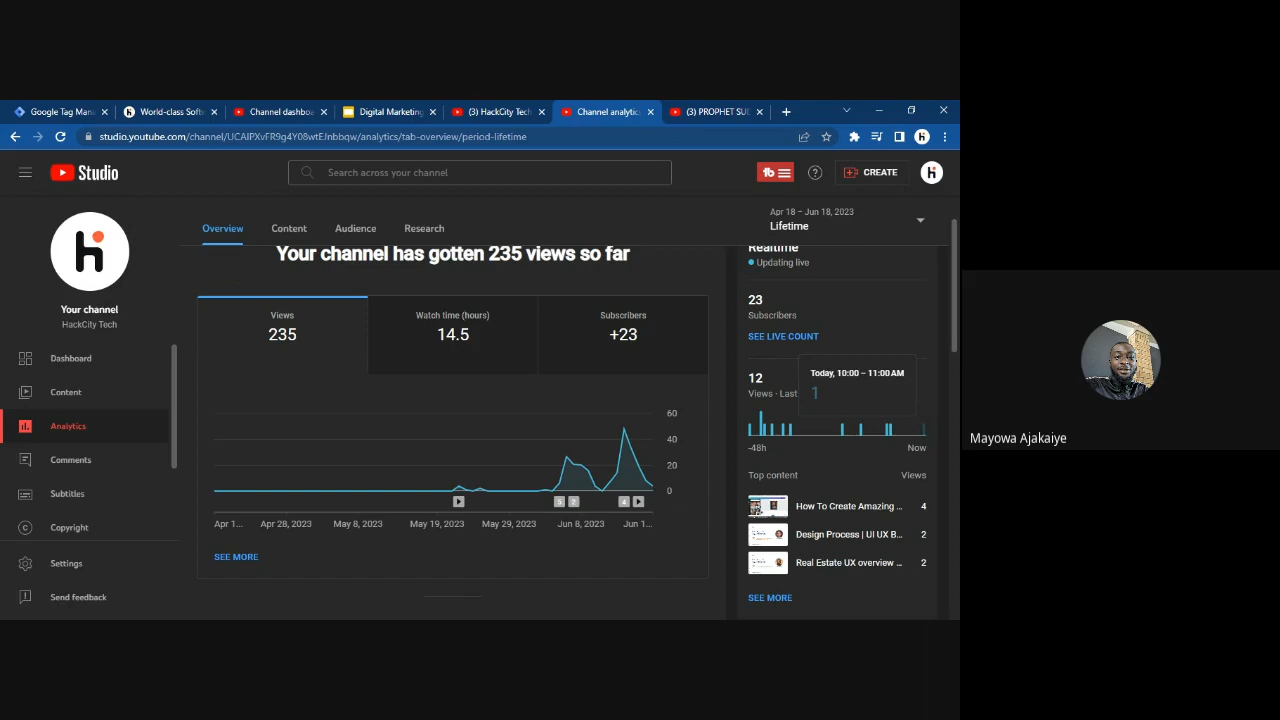 Google Tag Mana
World-class Softw
Channel dashboa
Digital Marketing
(3) HackCity Tech
Channel analytics
(3) PROPHET SUD
studio.youtube.com/channel/UCAIPXvFR9g4Y08wtEJnbbqw/analytics/tab-overview/period-lifetime
Studio
Search across your channel
CREATE
Your channel
HackCity Tech
Dashboard
Content
Analytics
Comments
Subtitles
Copyright
Settings
Send feedback
Overview
Content
Audience
Research
Apr 18 – Jun 18, 2023
Lifetime
Your channel has gotten 235 views so far
Views
235
Watch time (hours)
14.5
Subscribers
+23
60
40
20
0
5
2
4
Apr 1...
Apr 28, 2023
May 8, 2023
May 19, 2023
May 29, 2023
Jun 8, 2023
Jun 1...
SEE MORE
Realtime
Updating live
23
Subscribers
SEE LIVE COUNT
12
Views · Last
Today, 10:00 – 11:00 AM
1
-48h
Now
Top content
Views
How To Create Amazing ...
4
Design Process | UI UX B...
2
Real Estate UX overview ...
2
SEE MORE
Mayowa Ajakaiye